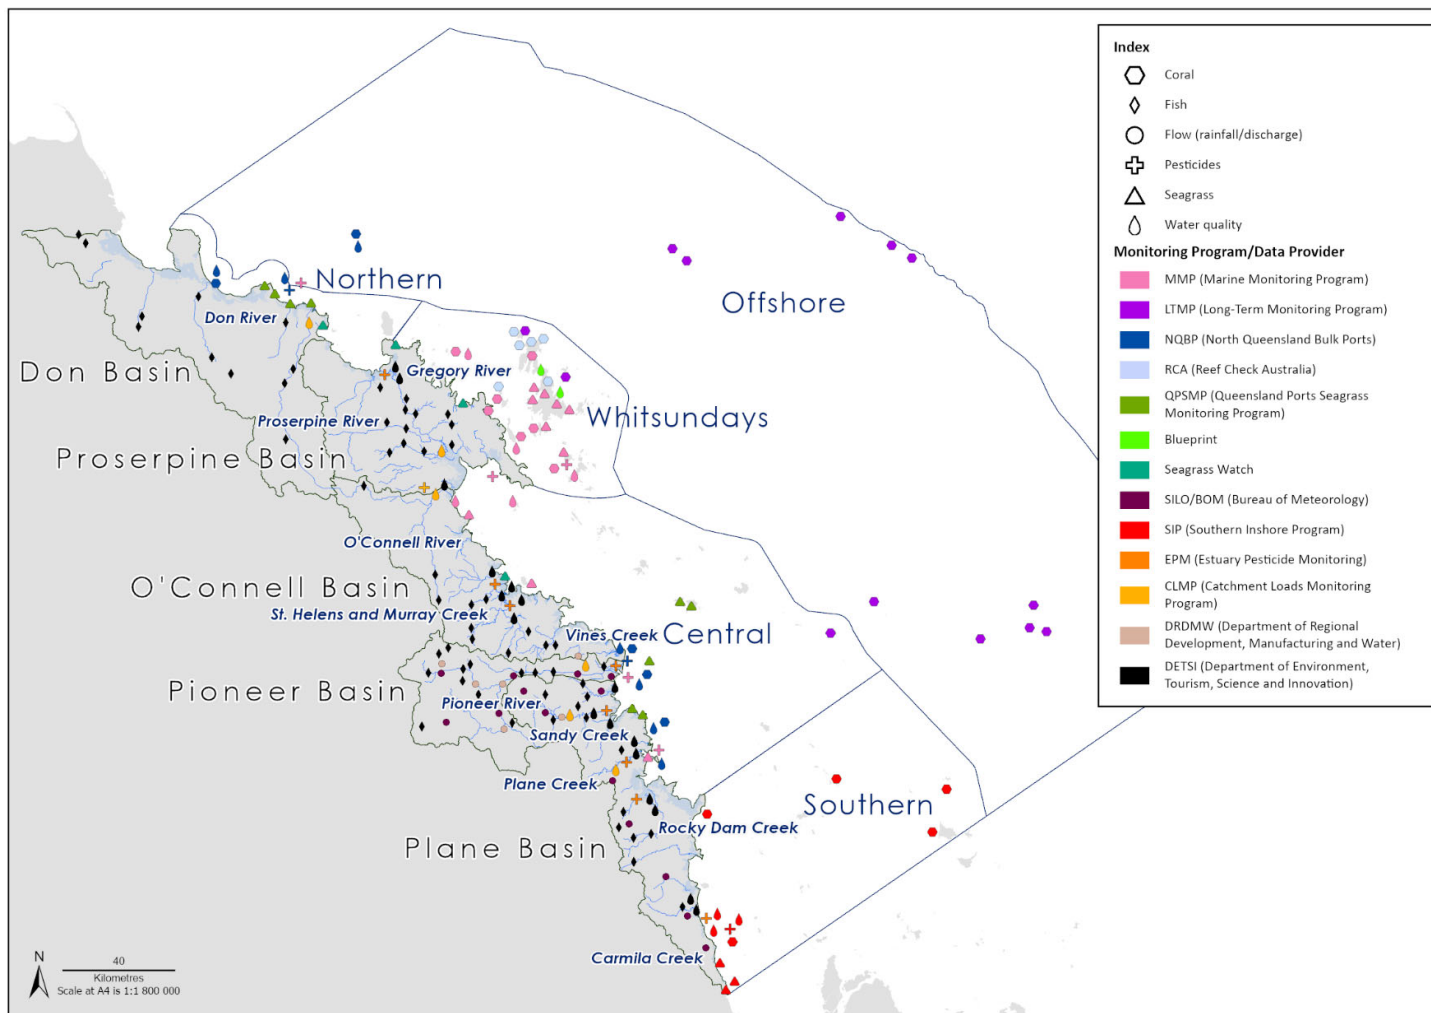 Northern
Offshore
Don River
Don Basin
Gregory River
Whitsundays
Proserpine River
Proserpine Basin
O'Connell River
O'Connell Basin
St. Helens and Murray Creek
Vines Creek
Central
Pioneer Basin
Pioneer River
Sandy Creek
Plane Creek
Southern
Rocky Dam Creek
Plane Basin
Carmila Creek
N
40
Kilometres
Scale at A4 is 1:1 800 000
Index
Coral
Fish
Flow (rainfall/discharge)
Pesticides
Seagrass
Water quality
Monitoring Program/Data Provider
MMP (Marine Monitoring Program)
LTMP (Long-Term Monitoring Program)
NQBP (North Queensland Bulk Ports)
RCA (Reef Check Australia)
QPSMP (Queensland Ports Seagrass
Monitoring Program)
Blueprint
Seagrass Watch
SILO/BOM (Bureau of Meteorology)
SIP (Southern Inshore Program)
EPM (Estuary Pesticide Monitoring)
CLMP (Catchment Loads Monitoring
Program)
DRDMW (Department of Regional
Development, Manufacturing and Water)
DETSI (Department of Environment,
Tourism, Science and Innovation)